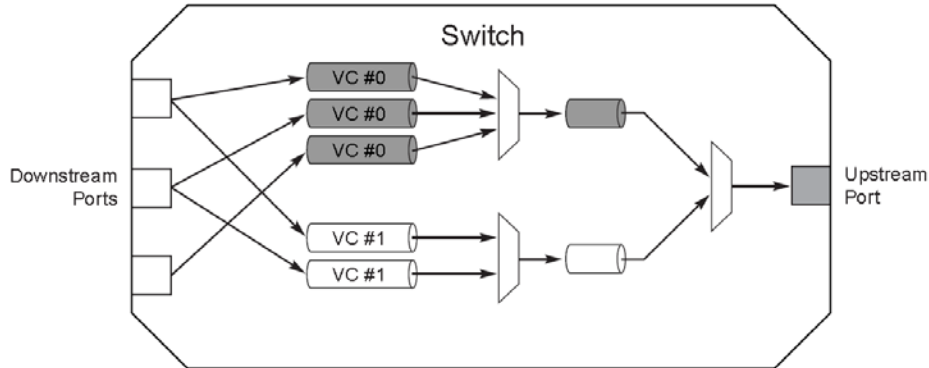 Switch
VC #0
VC #0
VC #0
Downstream
Ports
Upstream
Port
VC #1
VC #1